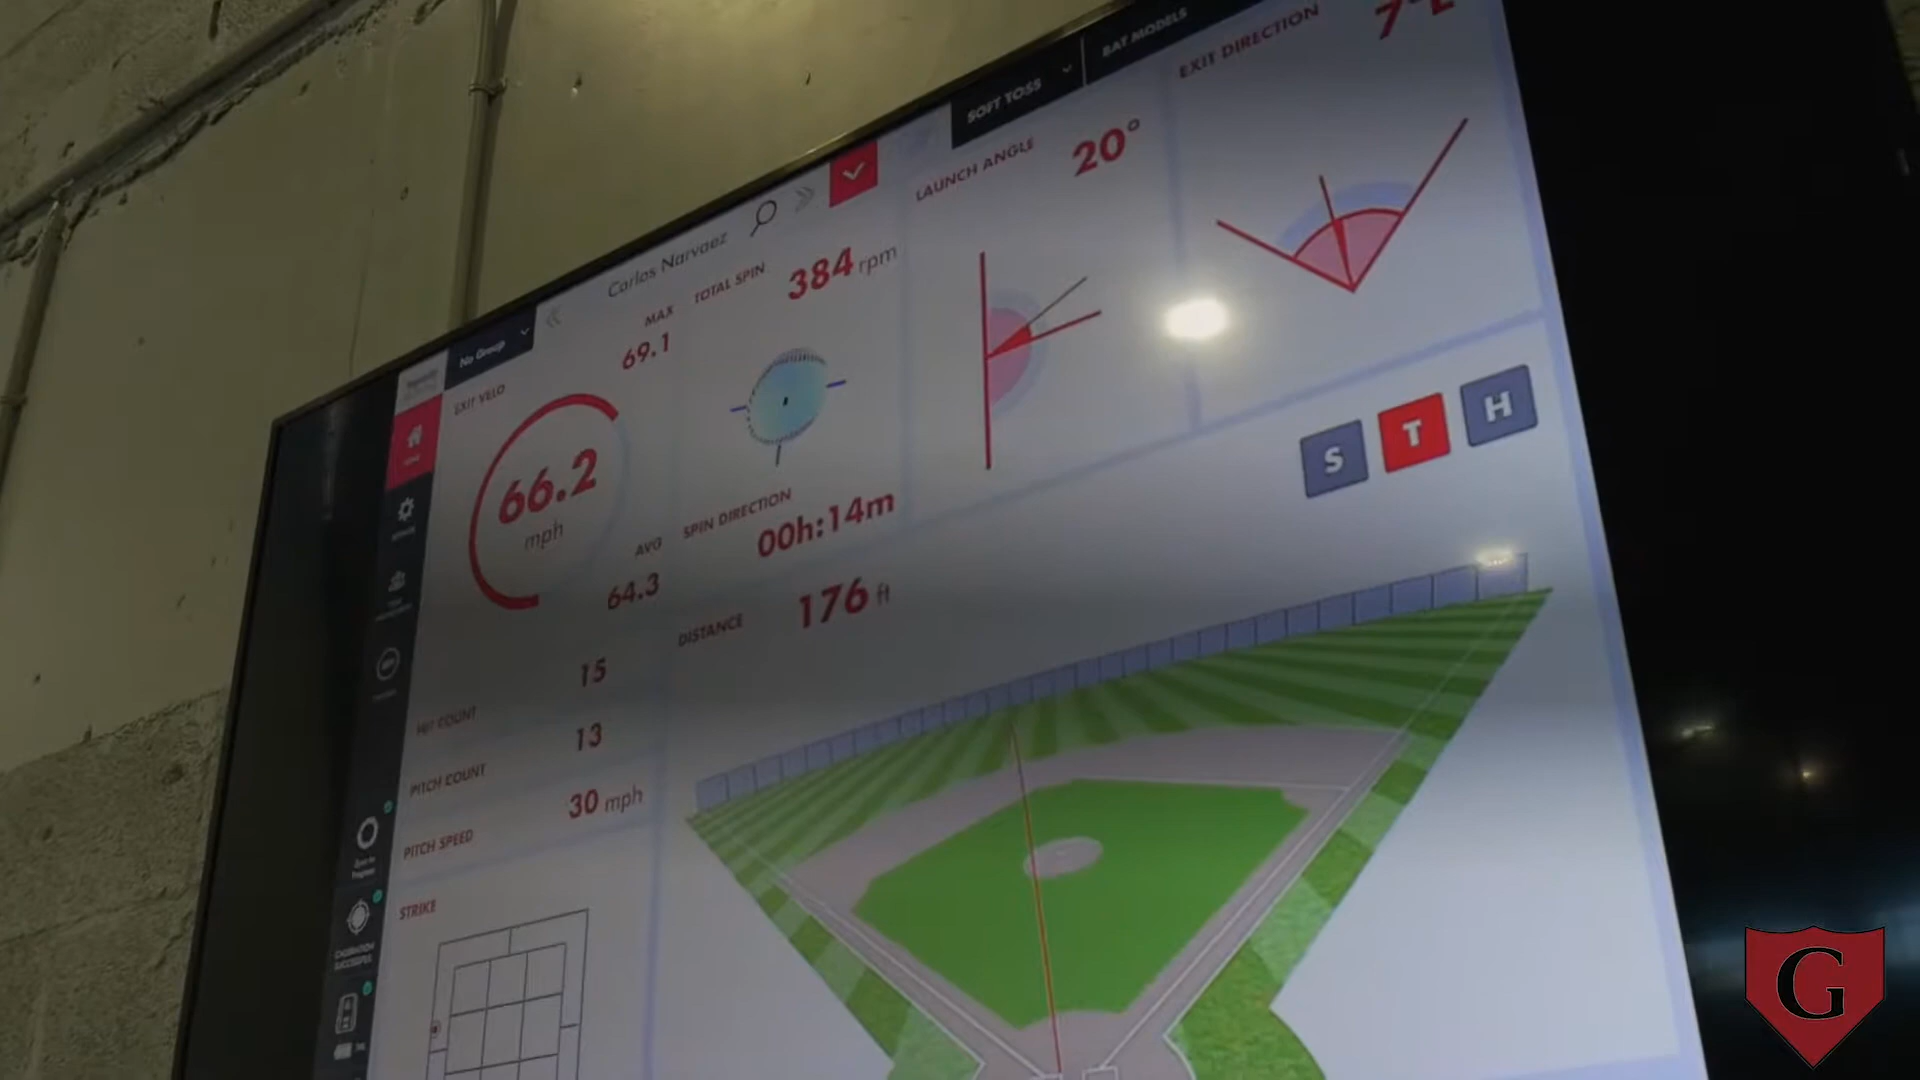 BAT MODELS
SOFT TOSS
EXIT DIRECTION
LAUNCH ANGLE
20°
Carlos Narvaez
No Group
MAX
69.1
TOTAL SPIN
384 rpm
EXIT VELO
66.2
mph
AVG
64.3
SPIN DIRECTION
00h:14m
S T H
DISTANCE
176 ft
15
HIT COUNT
13
PITCH COUNT
30 mph
PITCH SPEED
STRIKE
CALIBRATION
SUCCESSFUL
G